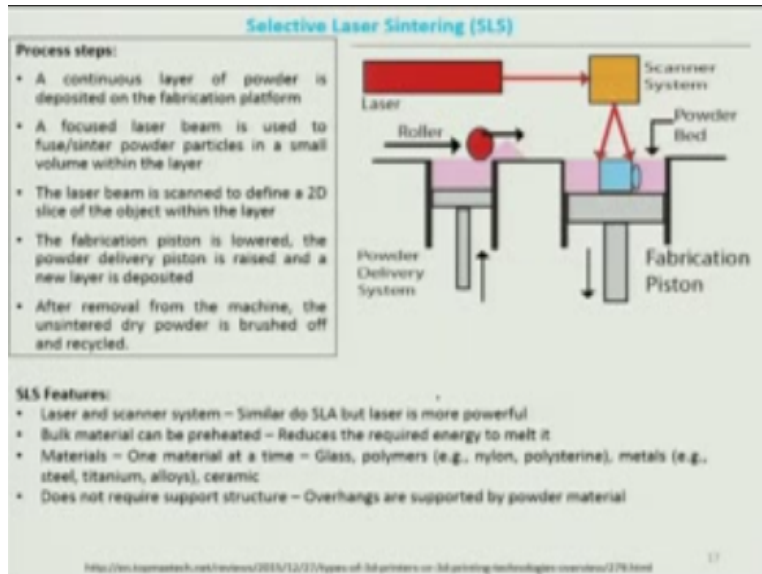 Selective Laser Sintering (SLS)
Process steps:
• A continuous layer of powder is
deposited on the fabrication platform
• A focused laser beam is used to
fuse/sinter powder particles in a small
volume within the layer
• The laser beam is scanned to define a 2D
slice of the object within the layer
• The fabrication piston is lowered, the
powder delivery piston is raised and a
new layer is deposited
• After removal from the machine, the
unsintered dry powder is brushed off
and recycled.
Laser
Scanner
System
Roller
Powder
Bed
Powder
Delivery
System
Fabrication
Piston
SLS Features:
• Laser and scanner system – Similar do SLA but laser is more powerful
• Bulk material can be preheated – Reduces the required energy to melt it
• Materials – One material at a time – Glass, polymers (e.g., nylon, polysterine), metals (e.g.,
steel, titanium, alloys), ceramic
• Does not require support structure – Overhangs are supported by powder material
17